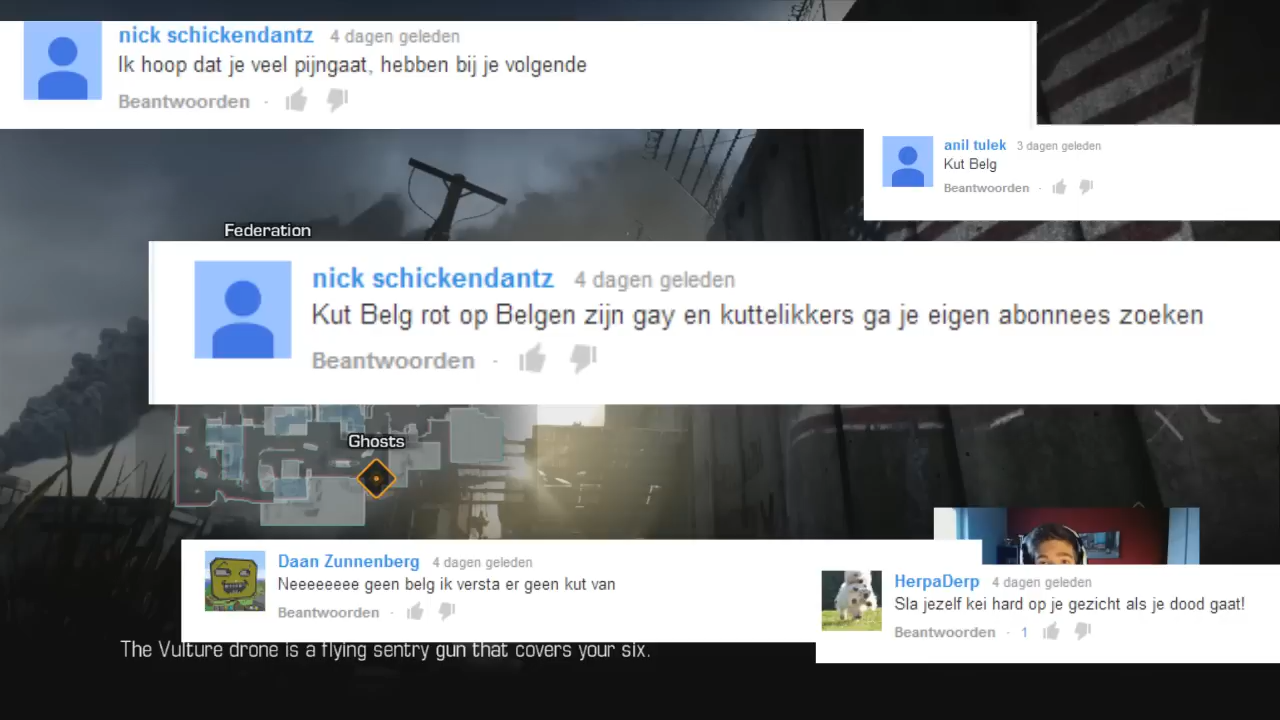 nick schickendantz 4 dagen geleden
Ik hoop dat je veel pijngaat, hebben bij je volgende
Beantwoorden ·
anil tulek 3 dagen geleden
Kut Belg
Beantwoorden ·
Federation
nick schickendantz 4 dagen geleden
Kut Belg rot op Belgen zijn gay en kuttelikkers ga je eigen abonnees zoeken
Beantwoorden ·
Ghosts
Daan Zunnenberg 4 dagen geleden
Neeeeeeee geen belg ik versta er geen kut van
Beantwoorden ·
HerpaDerp 4 dagen geleden
Sla jezelf kei hard op je gezicht als je dood gaat!
Beantwoorden · 1
The Vulture drone is a flying sentry gun that covers your six.